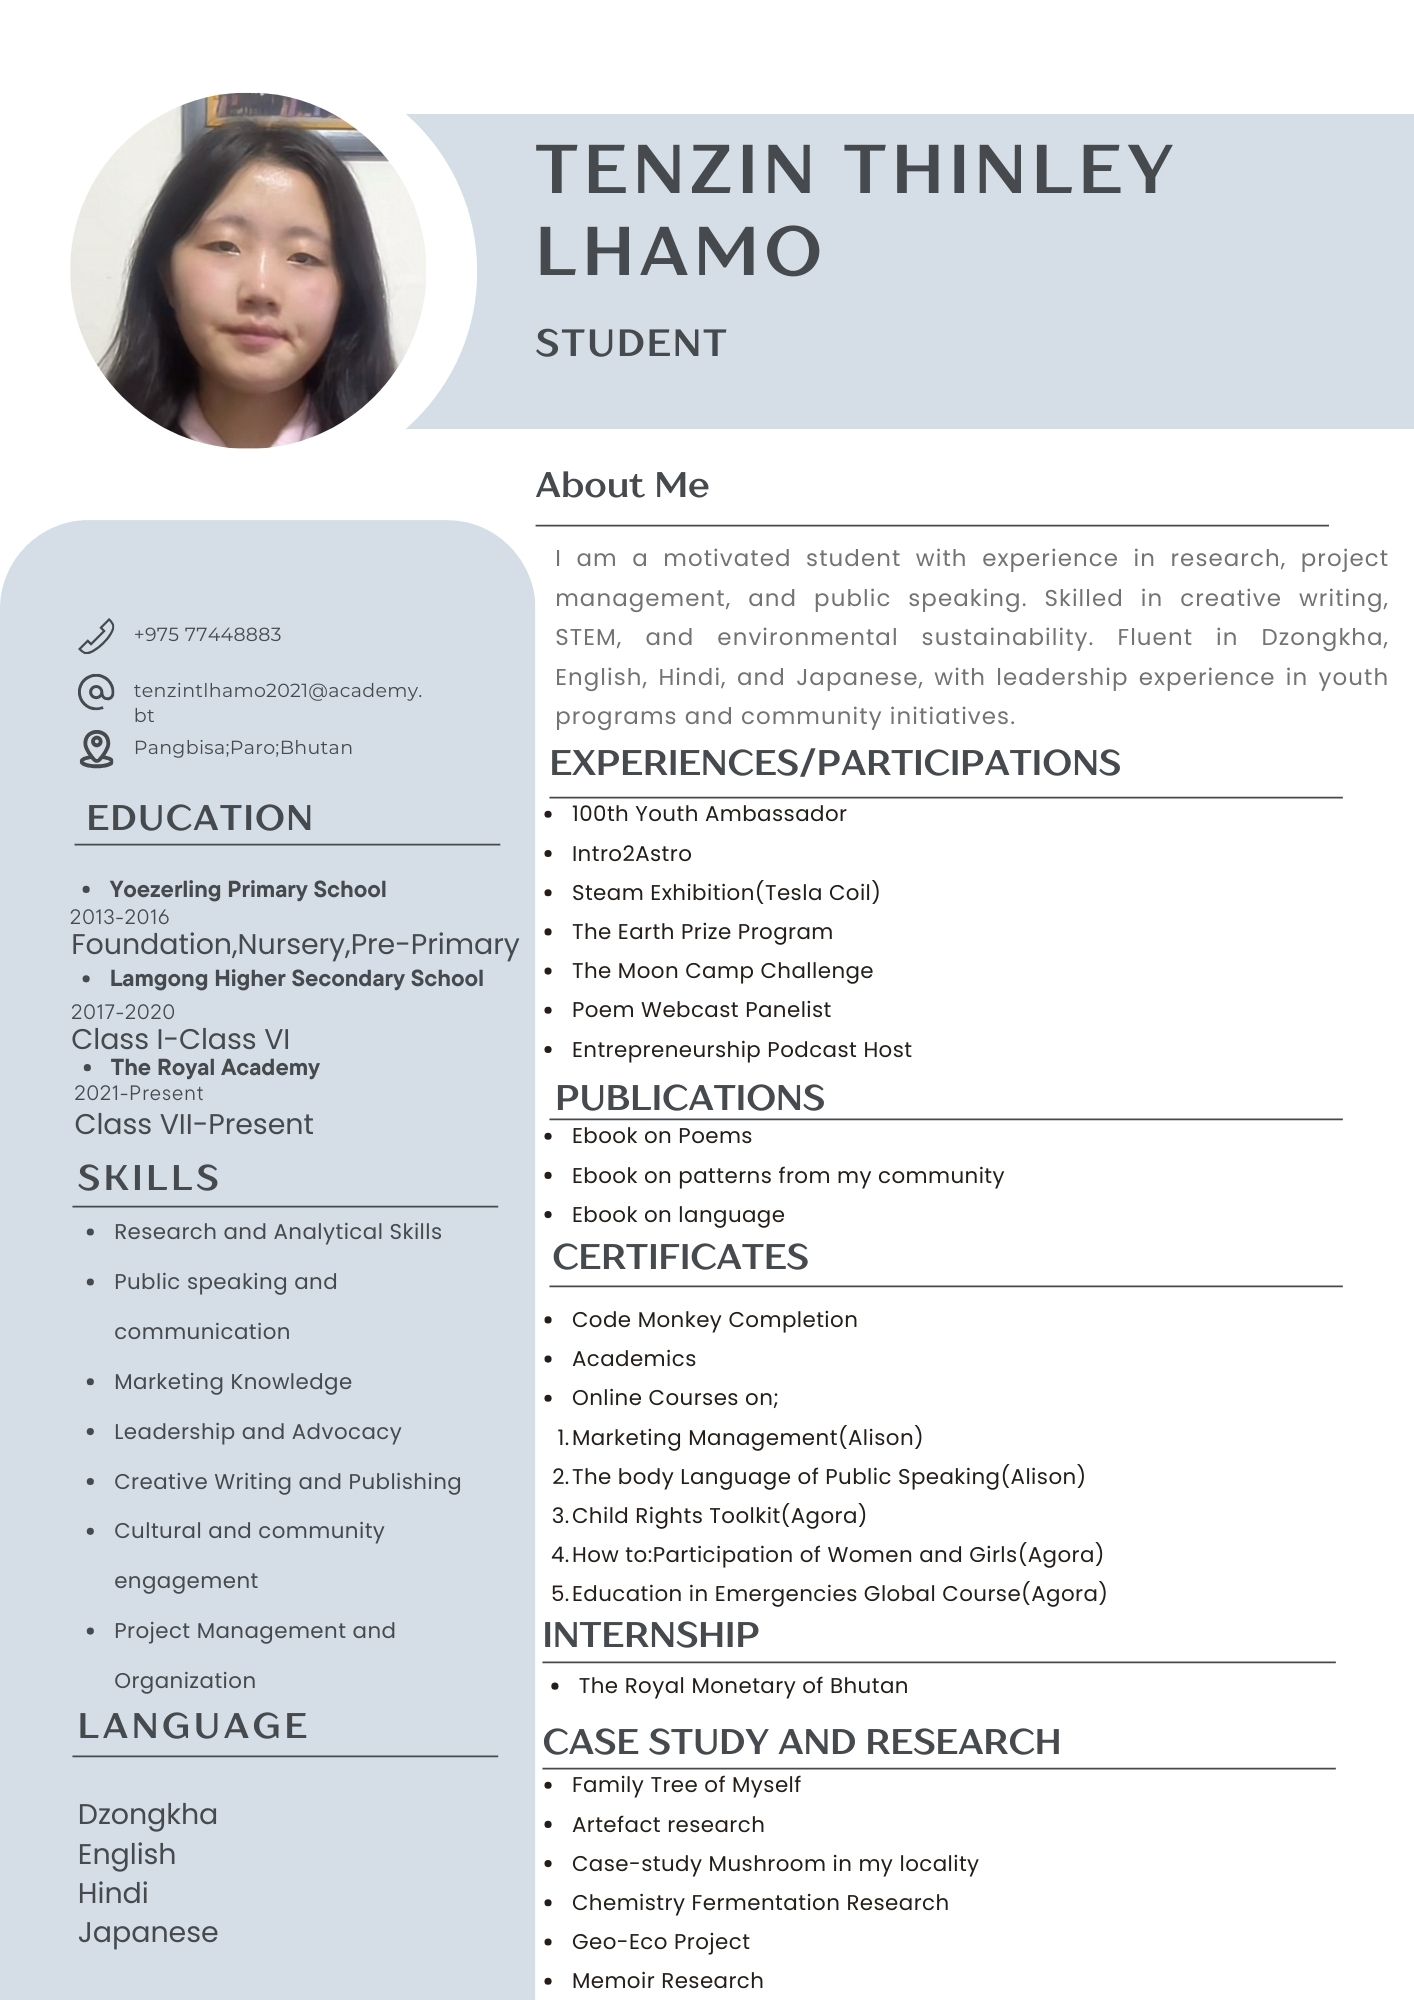 TENZIN THINLEY
LHAMO
STUDENT
+975 77448883
tenzintlhamo2021@academy.
bt
Pangbisa;Paro;Bhutan
EDUCATION
• Yoezerling Primary School
2013-2016
Foundation,Nursery,Pre-Primary
• Lamgong Higher Secondary School
2017-2020
Class I-Class VI
• The Royal Academy
2021-Present
Class VII-Present
SKILLS
• Research and Analytical Skills
• Public speaking and
communication
• Marketing Knowledge
• Leadership and Advocacy
• Creative Writing and Publishing
• Cultural and community
engagement
• Project Management and
Organization
LANGUAGE
Dzongkha
English
Hindi
Japanese
About Me
I am a motivated student with experience in research, project
management, and public speaking. Skilled in creative writing,
STEM, and environmental sustainability. Fluent in Dzongkha,
English, Hindi, and Japanese, with leadership experience in youth
programs and community initiatives.
EXPERIENCES/PARTICIPATIONS
• 100th Youth Ambassador
• Intro2Astro
• Steam Exhibition(Tesla Coil)
• The Earth Prize Program
• The Moon Camp Challenge
• Poem Webcast Panelist
• Entrepreneurship Podcast Host
PUBLICATIONS
• Ebook on Poems
• Ebook on patterns from my community
• Ebook on language
CERTIFICATES
• Code Monkey Completion
• Academics
• Online Courses on;
1. Marketing Management(Alison)
2. The body Language of Public Speaking(Alison)
3. Child Rights Toolkit(Agora)
4. How to:Participation of Women and Girls(Agora)
5. Education in Emergencies Global Course(Agora)
INTERNSHIP
• The Royal Monetary of Bhutan
CASE STUDY AND RESEARCH
• Family Tree of Myself
• Artefact research
• Case-study Mushroom in my locality
• Chemistry Fermentation Research
• Geo-Eco Project
• Memoir Research